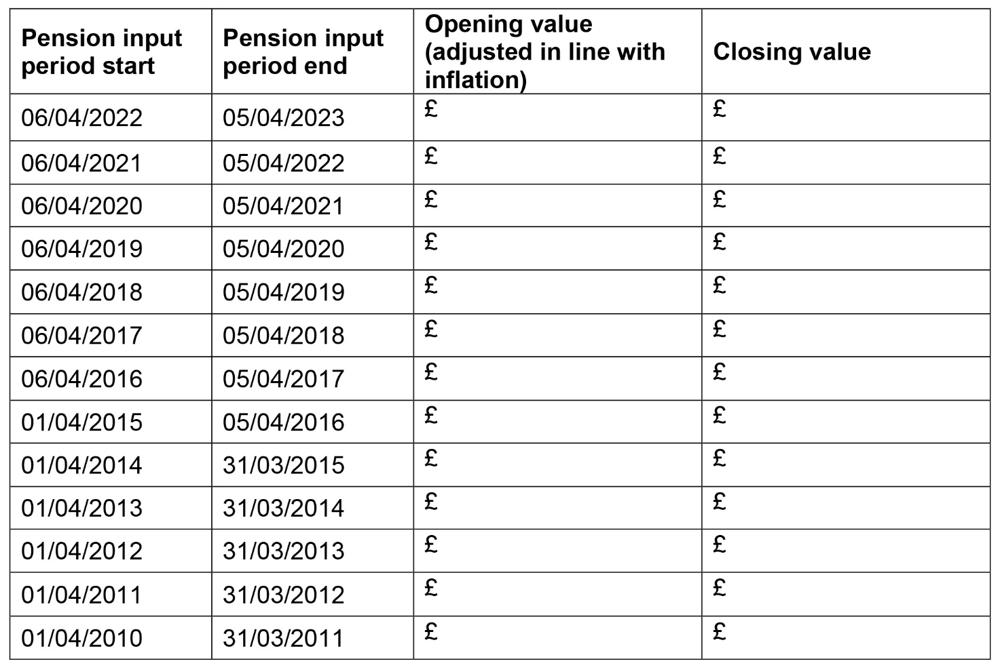 Pension input
period start
Pension input
period end
Opening value
(adjusted in line with
inflation)
Closing value
06/04/2022 05/04/2023 £ £
06/04/2021 05/04/2022 £ £
06/04/2020 05/04/2021 £ £
06/04/2019 05/04/2020 £ £
06/04/2018 05/04/2019 £ £
06/04/2017 05/04/2018 £ £
06/04/2016 05/04/2017 £ £
01/04/2015 05/04/2016 £ £
01/04/2014 31/03/2015 £ £
01/04/2013 31/03/2014 £ £
01/04/2012 31/03/2013 £ £
01/04/2011 31/03/2012 £ £
01/04/2010 31/03/2011 £ £